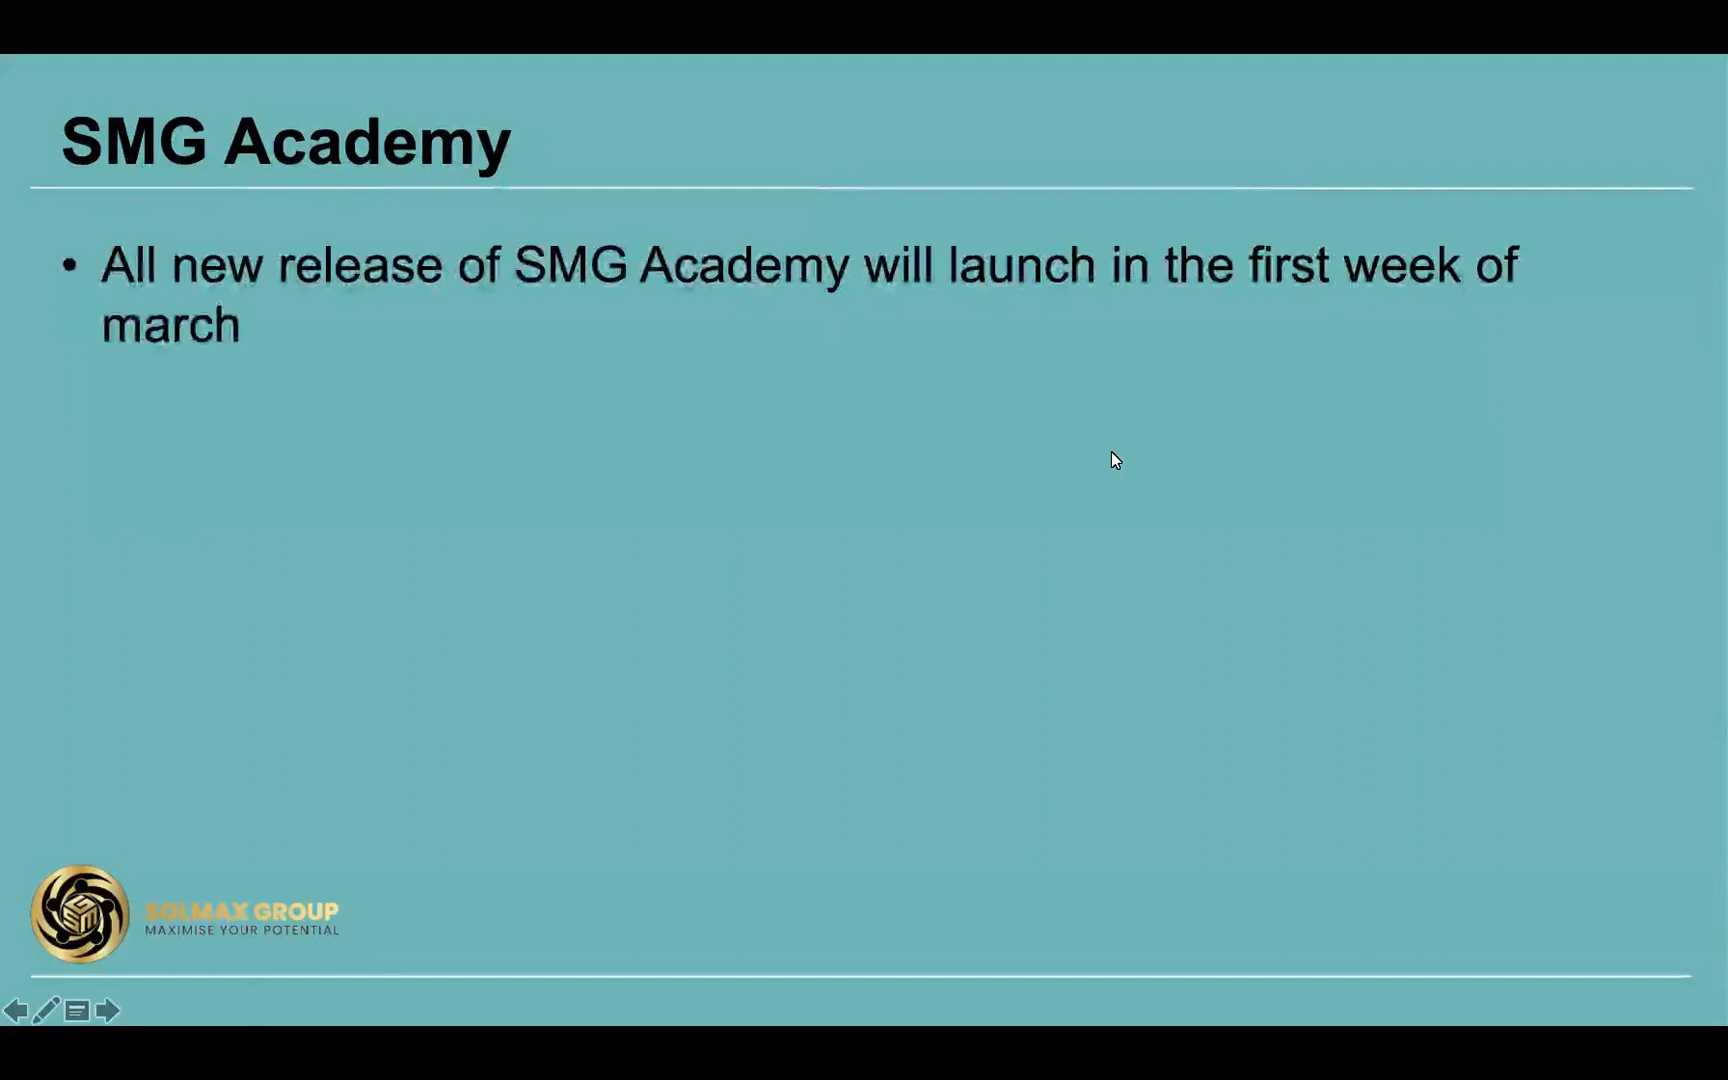 SMG Academy
• All new release of SMG Academy will launch in the first week of
march
SOLMAX GROUP
MAXIMISE YOUR POTENTIAL